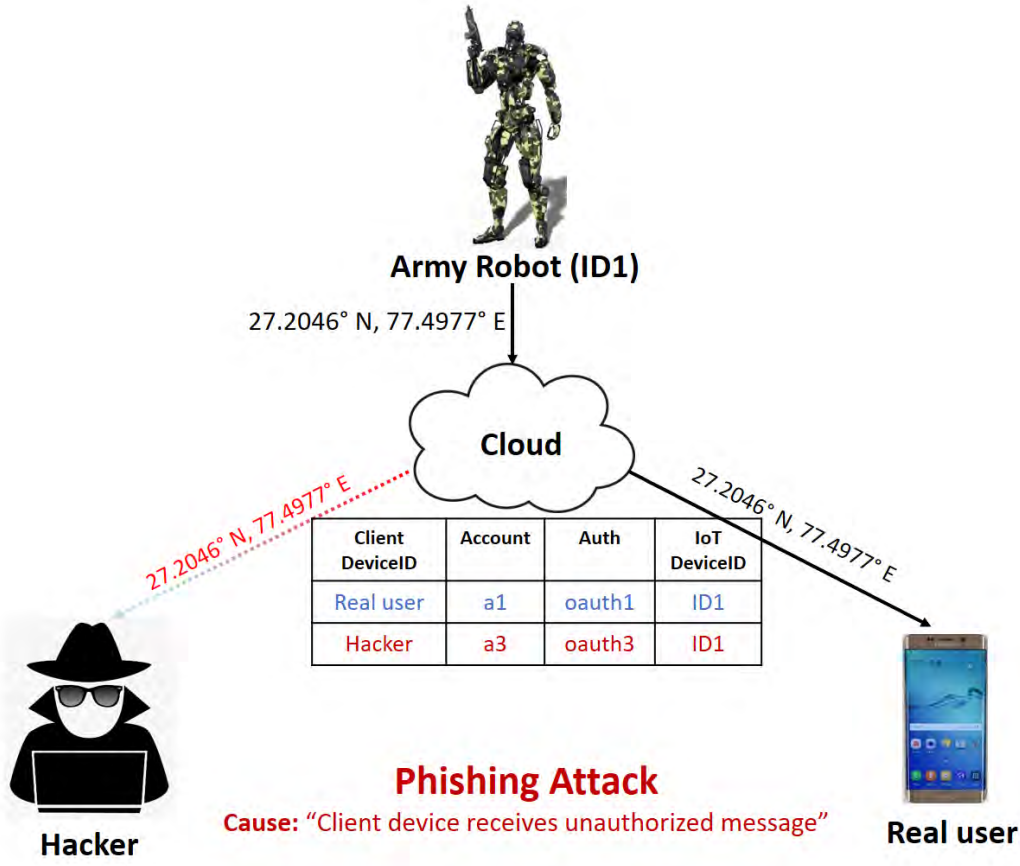 Army Robot (ID1)
27.2046° N, 77.4977° E
Cloud
27.2046° N, 77.4977° E
27.2046° N, 77.4977° E
Client DeviceID Account Auth IoT DeviceID
Real user a1 oauth1 ID1
Hacker a3 oauth3 ID1
Phishing Attack
Cause: “Client device receives unauthorized message”
Hacker
Real user